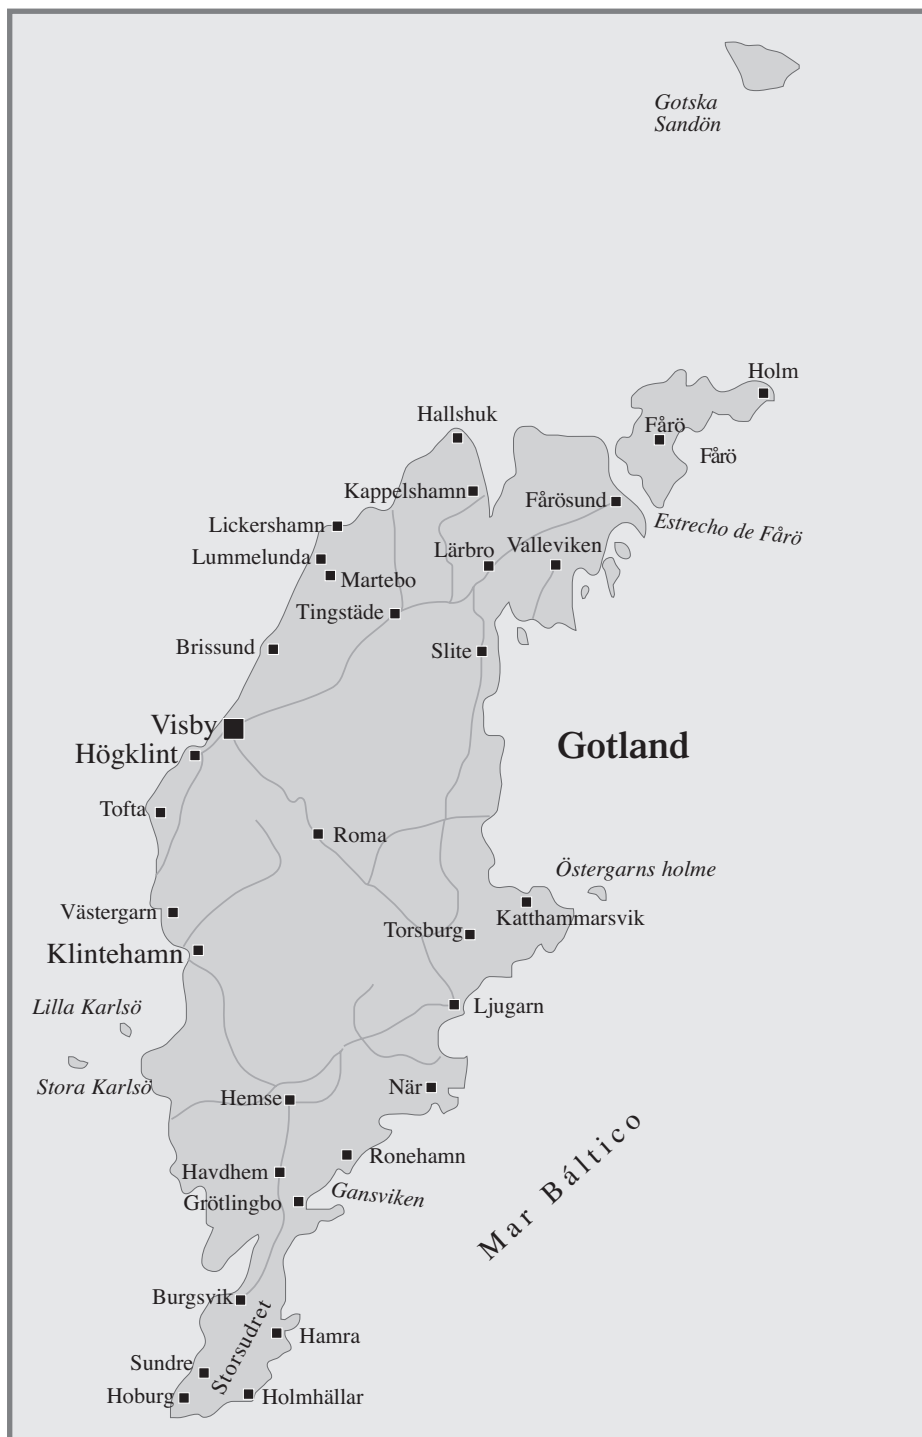 Gotska
Sandön
Holm
Hallshuk
Fårö
Fårö
Kappelshamn
Fårösund
Lickershamn
Estrecho de Fårö
Lärbro
Valleviken
Lummelunda
Martebo
Tingstäde
Brissund
Slite
Visby
Gotland
Högklint
Tofta
Roma
Östergarns holme
Västergarn
Katthammarsvik
Torsburg
Klintehamn
Lilla Karlsö
Ljugarn
Stora Karlsö
När
Hemse
Mar Báltico
Ronehamn
Havdhem
Gansviken
Grötlingbo
Burgsvik
Storsudret
Hamra
Sundre
Hoburg
Holmhällar